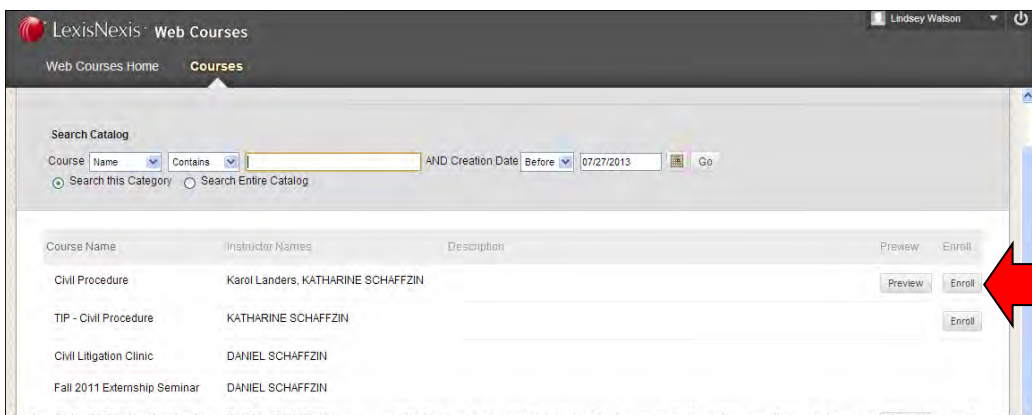 LexisNexis Web Courses Lindsey Watson
Web Courses Home Courses
Search Catalog
Course Name Contains AND Creation Date Before 07/27/2013 Go
Search this Category Search Entire Catalog
Course Name Instructor Names Description Preview Enroll
Civil Procedure Karol Landers, KATHARINE SCHAFFZIN Preview Enroll
TIP - Civil Procedure KATHARINE SCHAFFZIN Enroll
Civil Litigation Clinic DANIEL SCHAFFZIN
Fall 2011 Externship Seminar DANIEL SCHAFFZIN